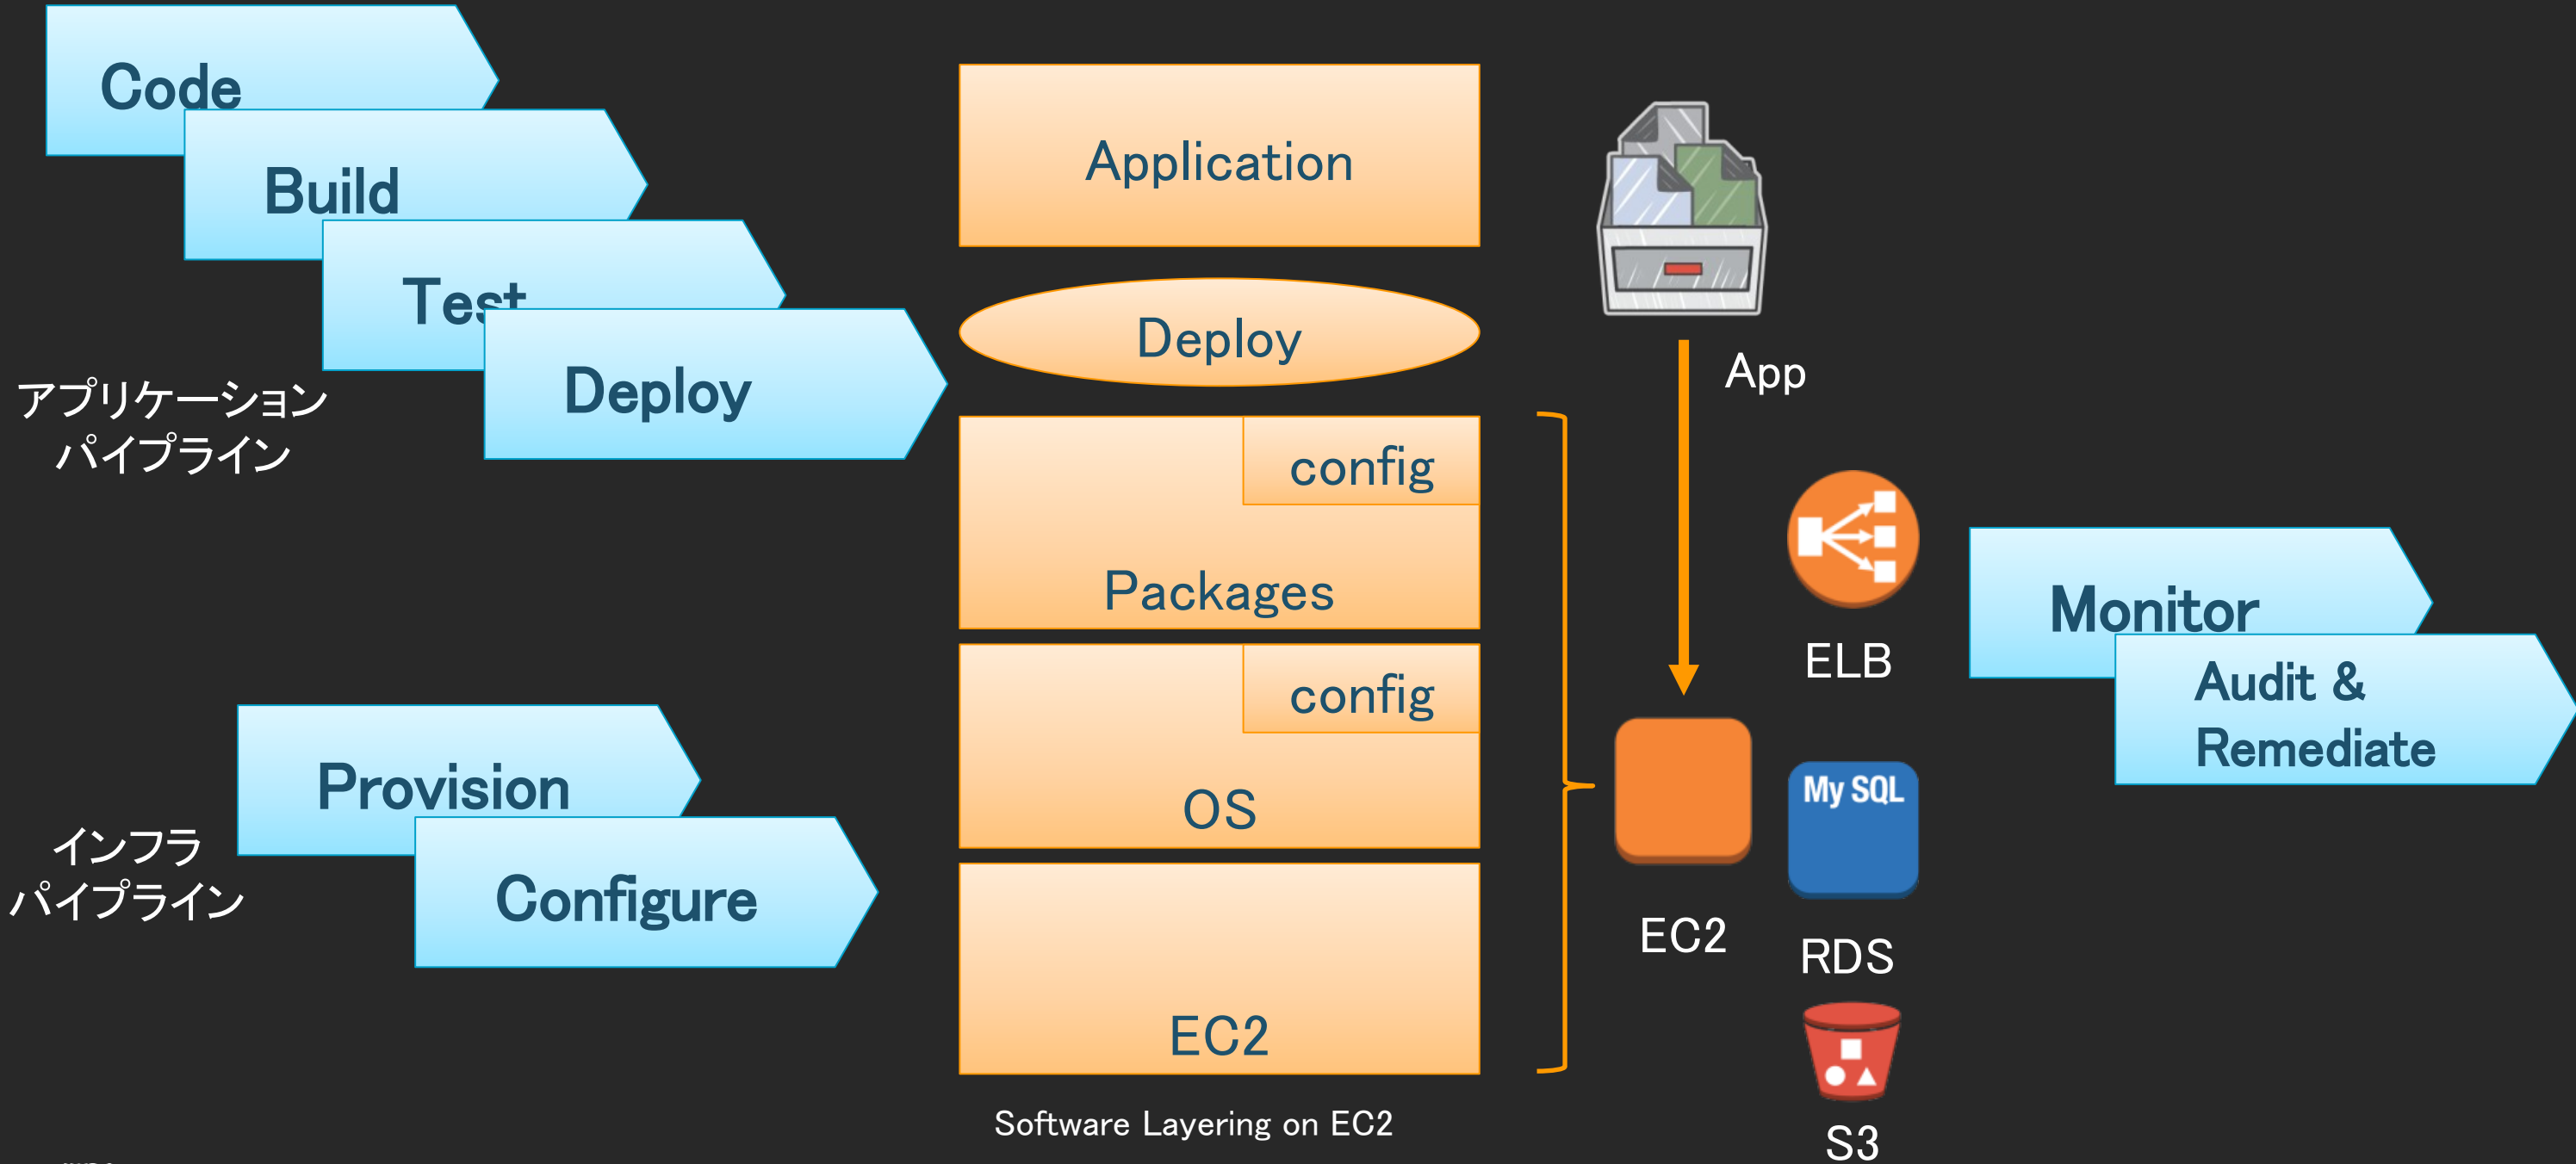 Code
Build
Test
Deploy
アプリケーション
パイプライン
Provision
Configure
インフラ
パイプライン
Application
Deploy
config
Packages
config
OS
EC2
Software Layering on EC2
App
ELB
EC2
My SQL
RDS
S3
Monitor
Audit &
Remediate